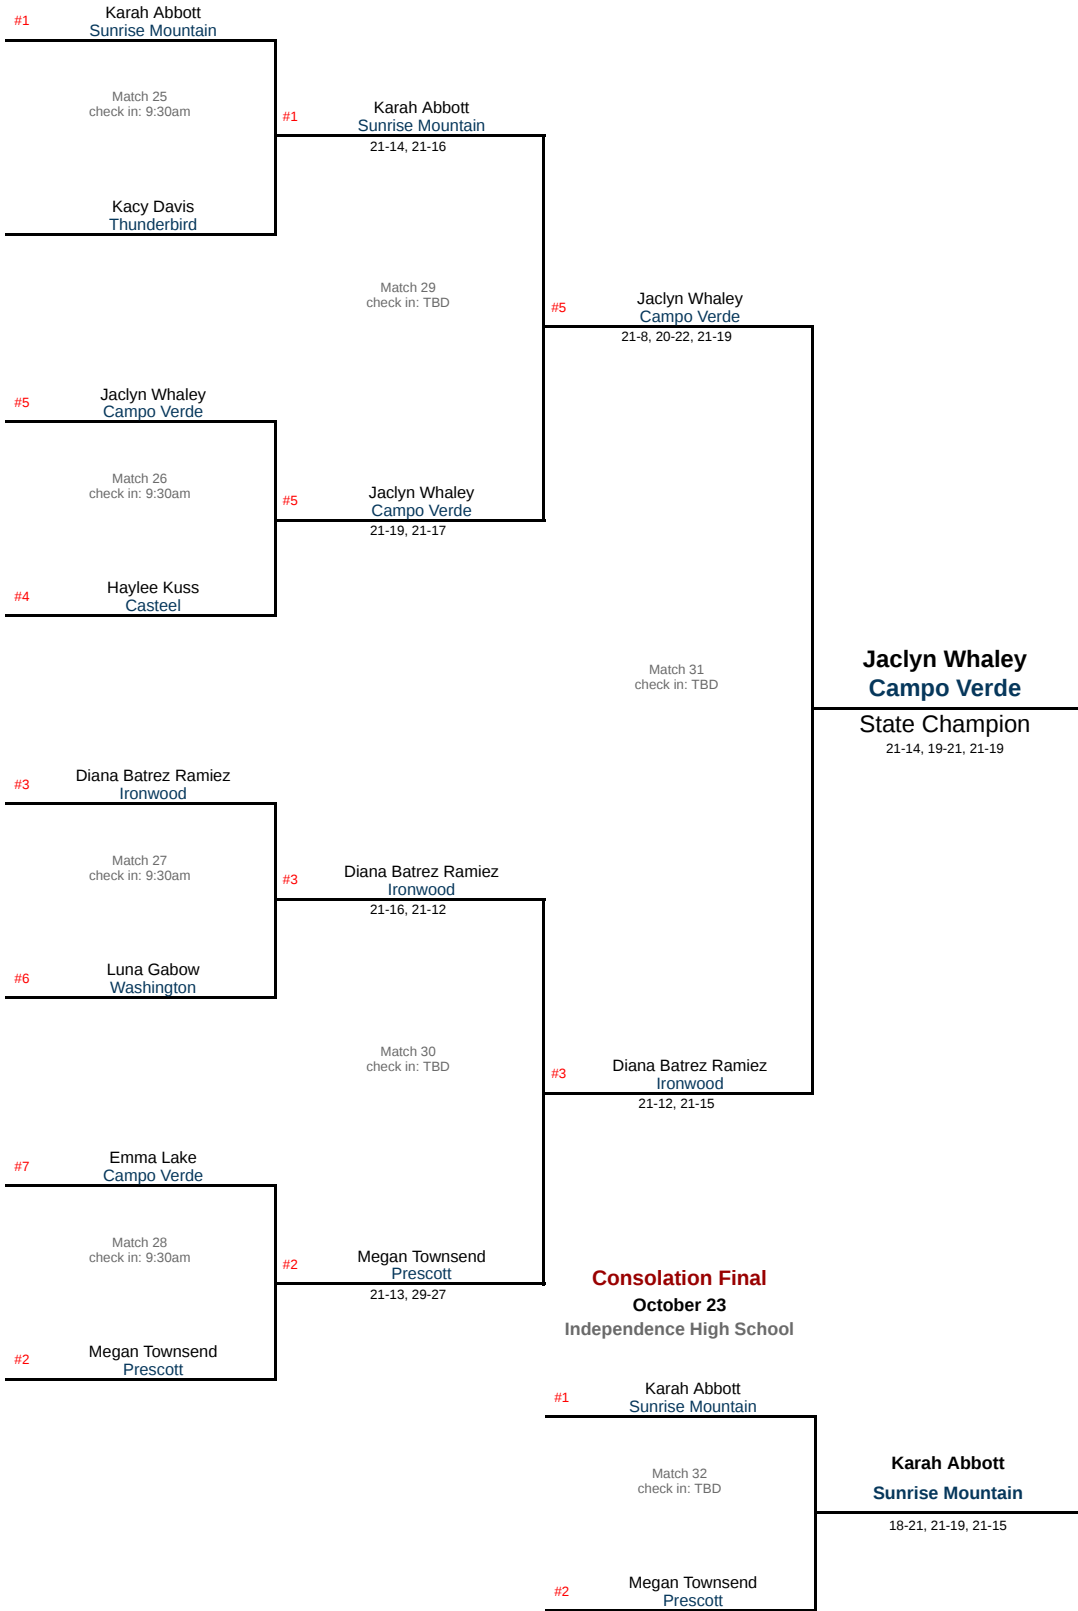 #1
Karah Abbott
Sunrise Mountain
Match 25
check in: 9:30am
#1
Karah Abbott
Sunrise Mountain
21-14, 21-16
Kacy Davis
Thunderbird
Match 29
check in: TBD
#5
Jaclyn Whaley
Campo Verde
21-8, 20-22, 21-19
#5
Jaclyn Whaley
Campo Verde
Match 26
check in: 9:30am
#5
Jaclyn Whaley
Campo Verde
21-19, 21-17
#4
Haylee Kuss
Casteel
Match 31
check in: TBD
Jaclyn Whaley
Campo Verde
State Champion
21-14, 19-21, 21-19
#3
Diana Batrez Ramiez
Ironwood
Match 27
check in: 9:30am
#3
Diana Batrez Ramiez
Ironwood
21-16, 21-12
#6
Luna Gabow
Washington
Match 30
check in: TBD
#3
Diana Batrez Ramiez
Ironwood
21-12, 21-15
#7
Emma Lake
Campo Verde
Match 28
check in: 9:30am
#2
Megan Townsend
Prescott
21-13, 29-27
#2
Megan Townsend
Prescott
Consolation Final
October 23
Independence High School
#1
Karah Abbott
Sunrise Mountain
Match 32
check in: TBD
Karah Abbott
Sunrise Mountain
18-21, 21-19, 21-15
#2
Megan Townsend
Prescott